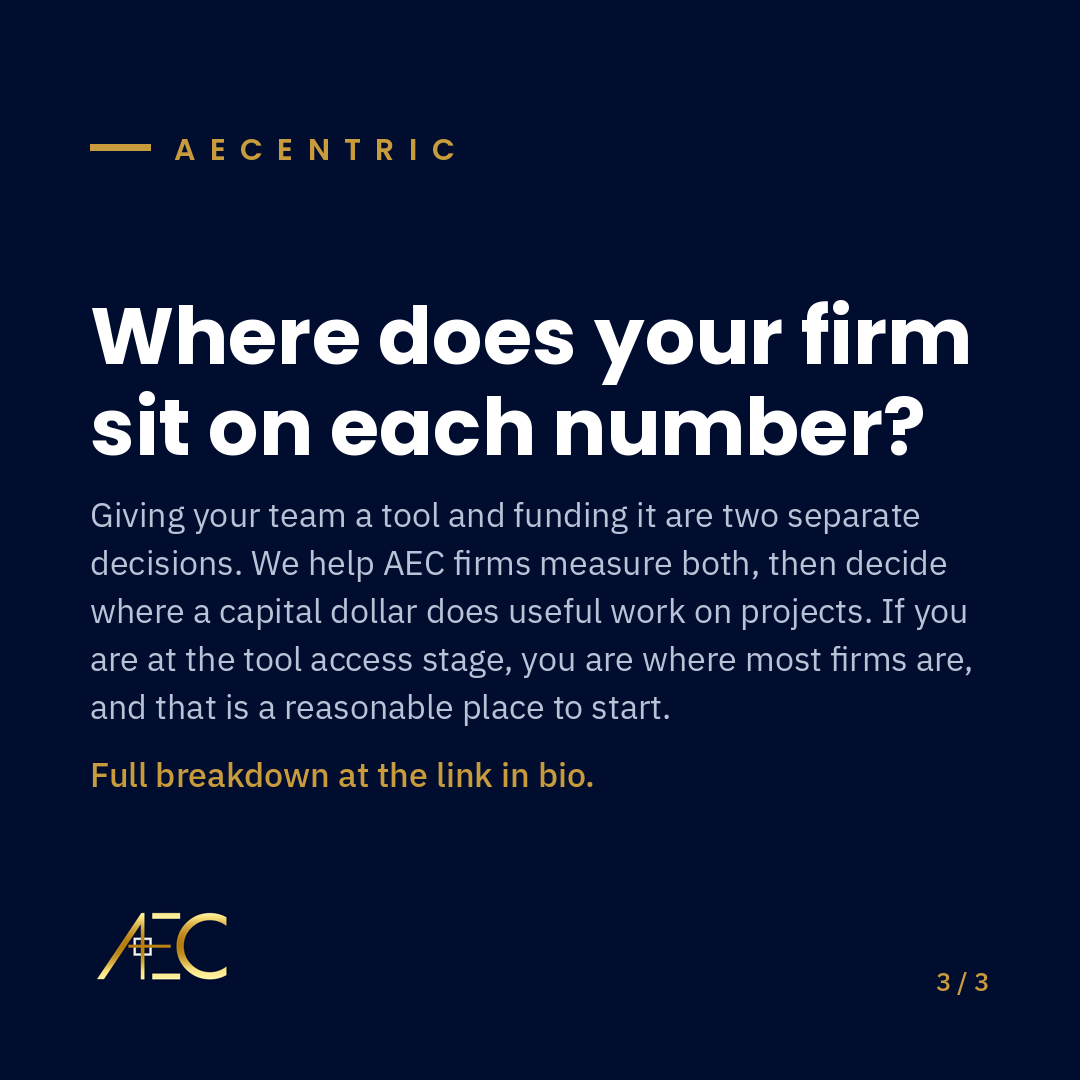 AECENTRIC
Where does your firm
sit on each number?
Giving your team a tool and funding it are two separate
decisions. We help AEC firms measure both, then decide
where a capital dollar does useful work on projects. If you
are at the tool access stage, you are where most firms are,
and that is a reasonable place to start.
Full breakdown at the link in bio.
AEC
3 / 3